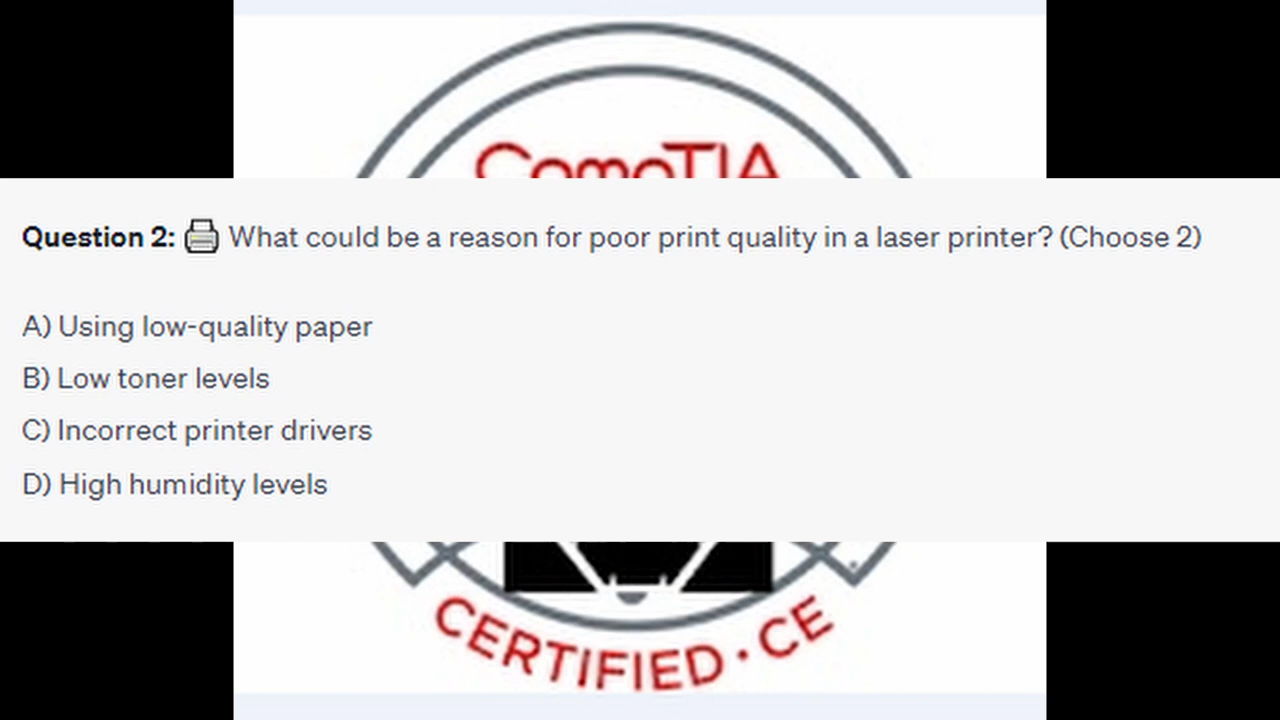 CompTIA
Question 2: 🖨 What could be a reason for poor print quality in a laser printer? (Choose 2)
A) Using low-quality paper
B) Low toner levels
C) Incorrect printer drivers
D) High humidity levels
CERTIFIED · CE